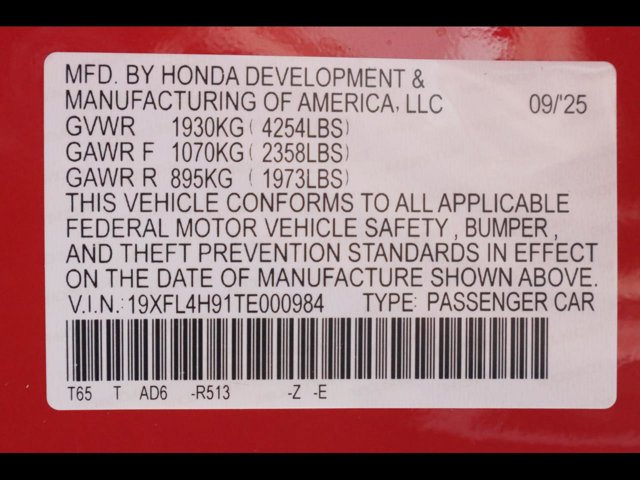 MFD. BY HONDA DEVELOPMENT &
MANUFACTURING OF AMERICA, LLC 09/'25
GVWR 1930KG ( 4254LBS)
GAWR F 1070KG ( 2358LBS)
GAWR R 895KG ( 1973LBS)
THIS VEHICLE CONFORMS TO ALL APPLICABLE
FEDERAL MOTOR VEHICLE SAFETY , BUMPER,
AND THEFT PREVENTION STANDARDS IN EFFECT
ON THE DATE OF MANUFACTURE SHOWN ABOVE.
V.I.N.: 19XFL4H91TE000984 TYPE: PASSENGER CAR
T65 T AD6 -R513 -Z -E